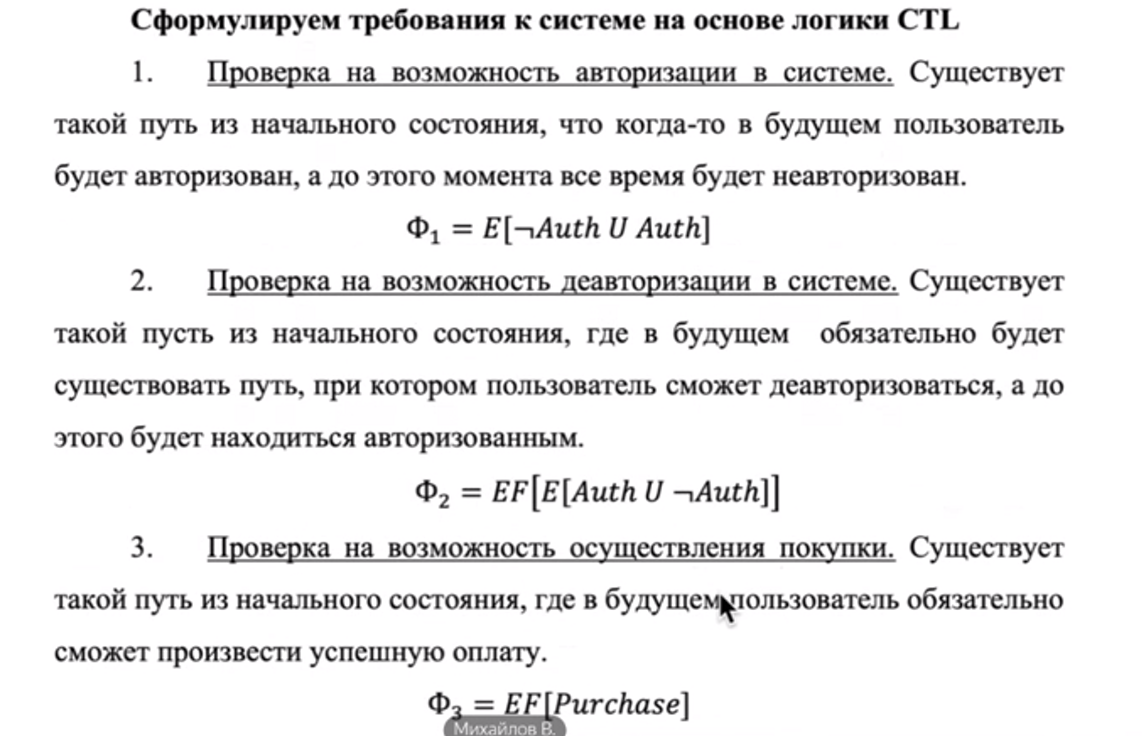 Сформулируем требования к системе на основе логики CTL
1. Проверка на возможность авторизации в системе. Существует
такой путь из начального состояния, что когда-то в будущем пользователь
будет авторизован, а до этого момента все время будет неавторизован.
Ф₁ = E[¬Auth U Auth]
2. Проверка на возможность деавторизации в системе. Существует
такой пусть из начального состояния, где в будущем обязательно будет
существовать путь, при котором пользователь сможет деавторизоваться, а до
этого будет находиться авторизованным.
Ф₂ = EF[E[Auth U ¬Auth]]
3. Проверка на возможность осуществления покупки. Существует
такой путь из начального состояния, где в будущем пользователь обязательно
сможет произвести успешную оплату.
Ф₃ = EF[Purchase]
Михайлов В.